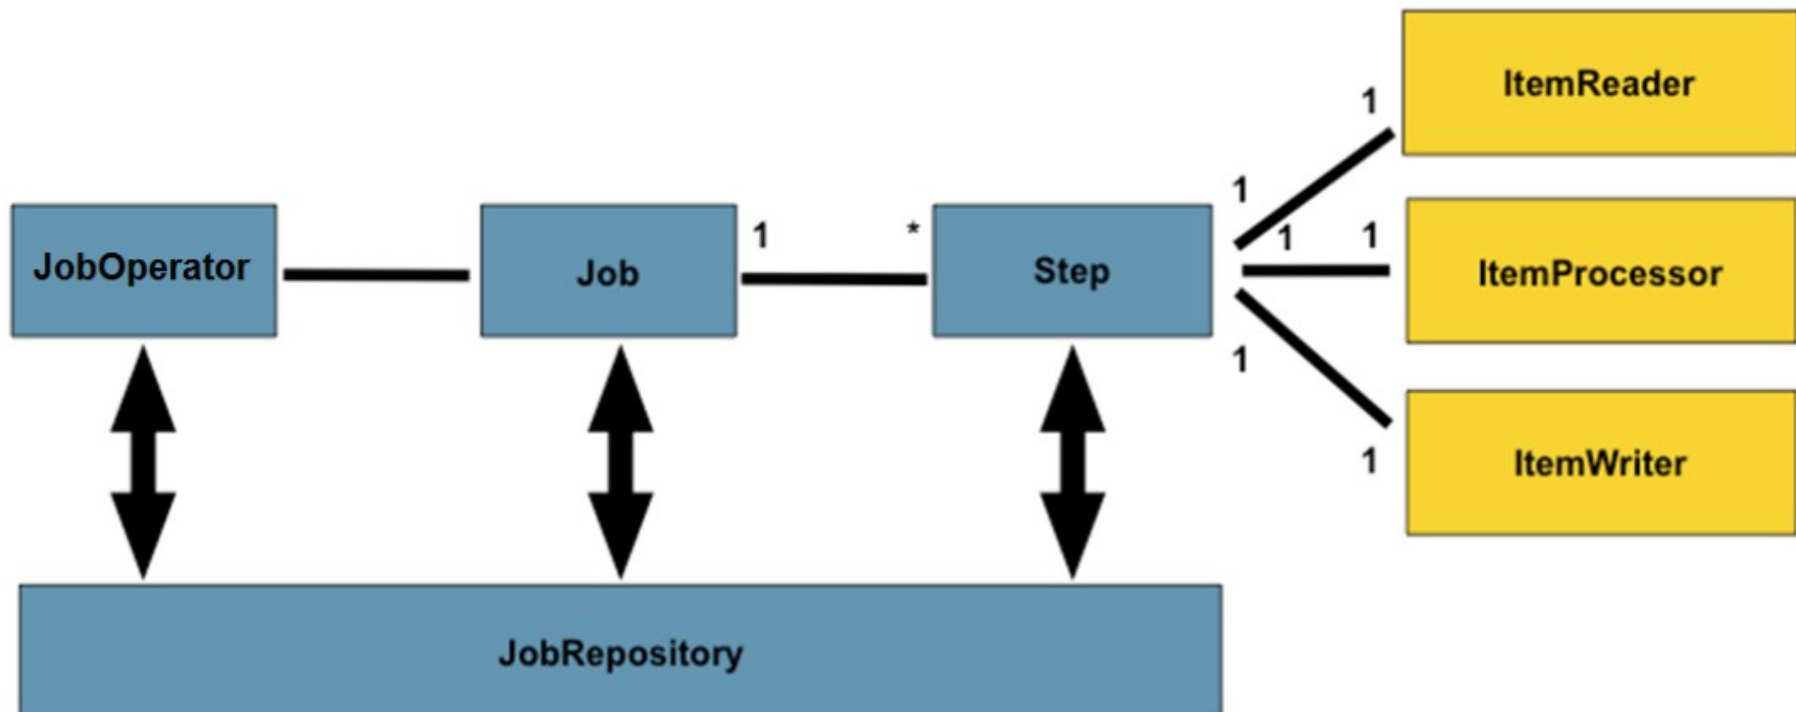 ItemReader
1
1
JobOperator
Job
1
*
Step
1
1
ItemProcessor
1
1
ItemWriter
JobRepository